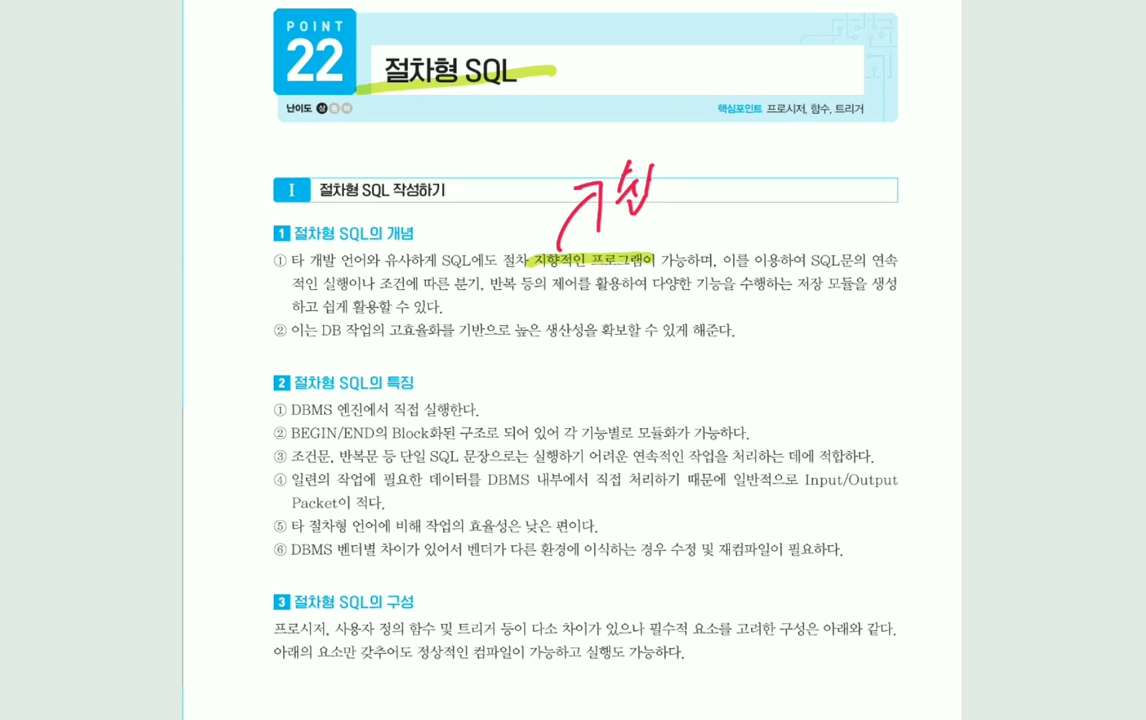 POINT
22
절차형 SQL
난이도 상 중 하
핵심포인트 프로시저, 함수, 트리거
I 절차형 SQL 작성하기
1 절차형 SQL의 개념
① 타 개발 언어와 유사하게 SQL에도 절차 지향적인 프로그램이 가능하며, 이를 이용하여 SQL문의 연속
적인 실행이나 조건에 따른 분기, 반복 등의 제어를 활용하여 다양한 기능을 수행하는 저장 모듈을 생성
하고 쉽게 활용할 수 있다.
② 이는 DB 작업의 고효율화를 기반으로 높은 생산성을 확보할 수 있게 해준다.
2 절차형 SQL의 특징
① DBMS 엔진에서 직접 실행한다.
② BEGIN/END의 Block화된 구조로 되어 있어 각 기능별로 모듈화가 가능하다.
③ 조건문, 반복문 등 단일 SQL 문장으로는 실행하기 어려운 연속적인 작업을 처리하는 데에 적합하다.
④ 일련의 작업에 필요한 데이터를 DBMS 내부에서 직접 처리하기 때문에 일반적으로 Input/Output
Packet이 적다.
⑤ 타 절차형 언어에 비해 작업의 효율성은 낮은 편이다.
⑥ DBMS 벤더별 차이가 있어서 벤더가 다른 환경에 이식하는 경우 수정 및 재컴파일이 필요하다.
3 절차형 SQL의 구성
프로시저, 사용자 정의 함수 및 트리거 등이 다소 차이가 있으나 필수적 요소를 고려한 구성은 아래와 같다.
아래의 요소만 갖추어도 정상적인 컴파일이 가능하고 실행도 가능하다.